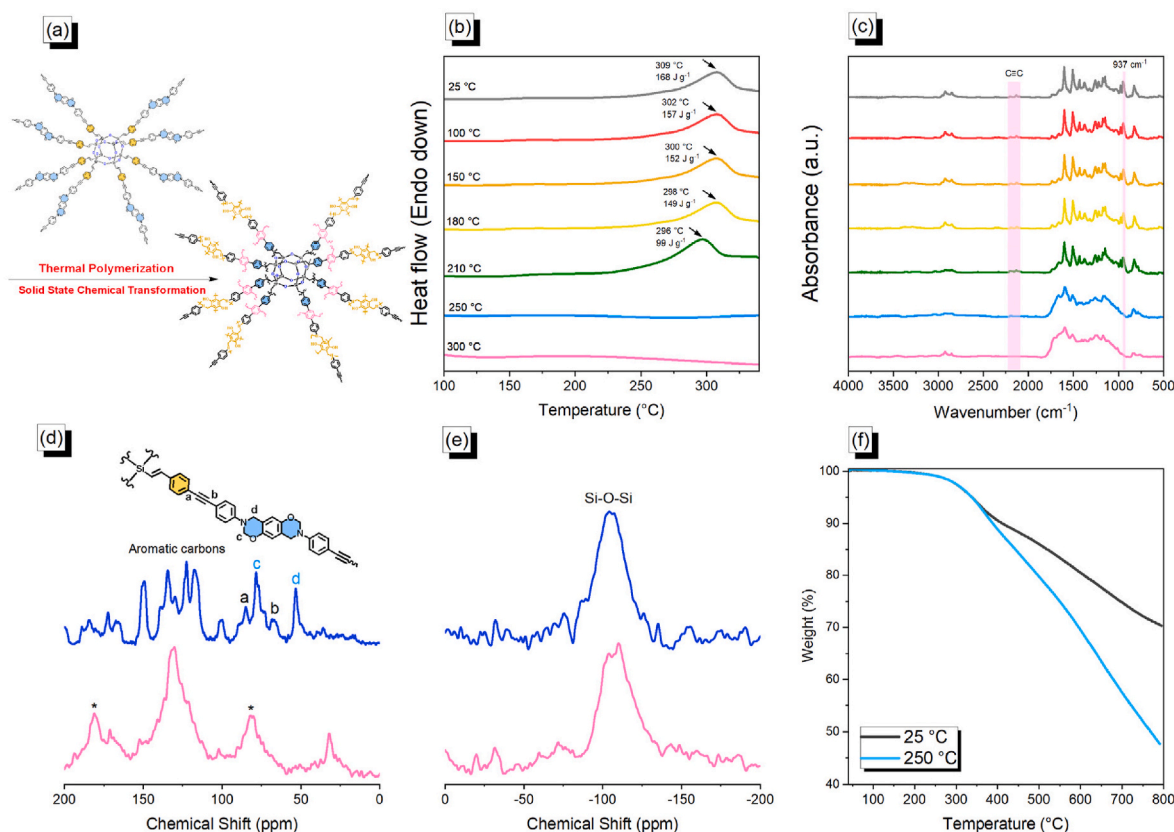 (a)
Thermal Polymerization
Solid State Chemical Transformation
(b)
Heat flow (Endo down)
25 °C
309 °C
168 J g-1
100 °C
302 °C
157 J g-1
150 °C
300 °C
152 J g-1
180 °C
298 °C
149 J g-1
210 °C
296 °C
99 J g-1
250 °C
300 °C
100 150 200 250 300
Temperature (°C)
(c)
Absorbance (a.u.)
C≡C
937 cm-1
4000 3500 3000 2500 2000 1500 1000 500
Wavenumber (cm-1)
(d)
Si
a
b
N
d
O
c
O
N
Aromatic carbons
a
c
b
d
*
*
200 150 100 50 0
Chemical Shift (ppm)
(e)
Si-O-Si
0 -50 -100 -150 -200
Chemical Shift (ppm)
(f)
Weight (%)
100
90
80
70
60
50
40
25 °C
250 °C
100 200 300 400 500 600 700 800
Temperature (°C)